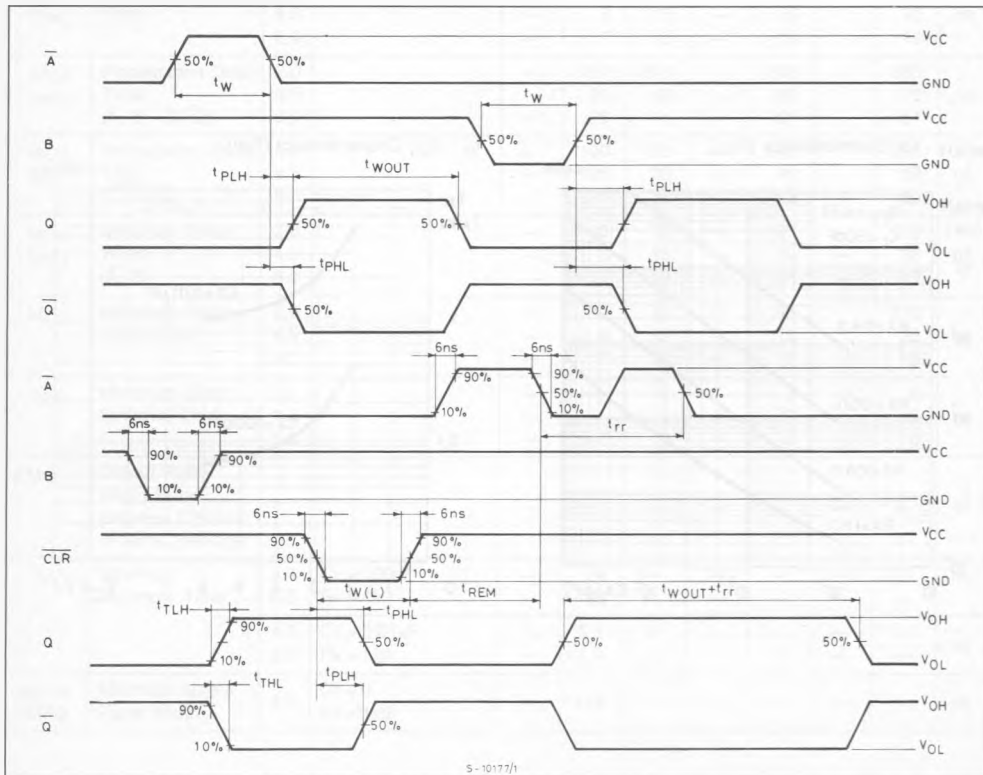 VCC
A̅
50% 50%
tW
GND
tW
VCC
B
50% 50%
GND
tPLH tWOUT tPLH
VOH
Q
50% 50% 50%
VOL
tPHL tPHL
VOH
Q̅
50% 50%
VOL
6ns 6ns
VCC
A̅
90% 90%
50% 50%
10% 10%
GND
trr
6ns 6ns
VCC
B
90% 90%
10% 10%
GND
6ns 6ns
VCC
C̅L̅R̅
90% 90%
50% 50%
10% 10%
GND
tW(L) tREM tWOUT+trr
tTLH tPHL
VOH
Q
90%
50% 50% 50%
10%
VOL
tTHL tPLH
VOH
Q̅
90%
50%
10%
VOL
S-10177/1